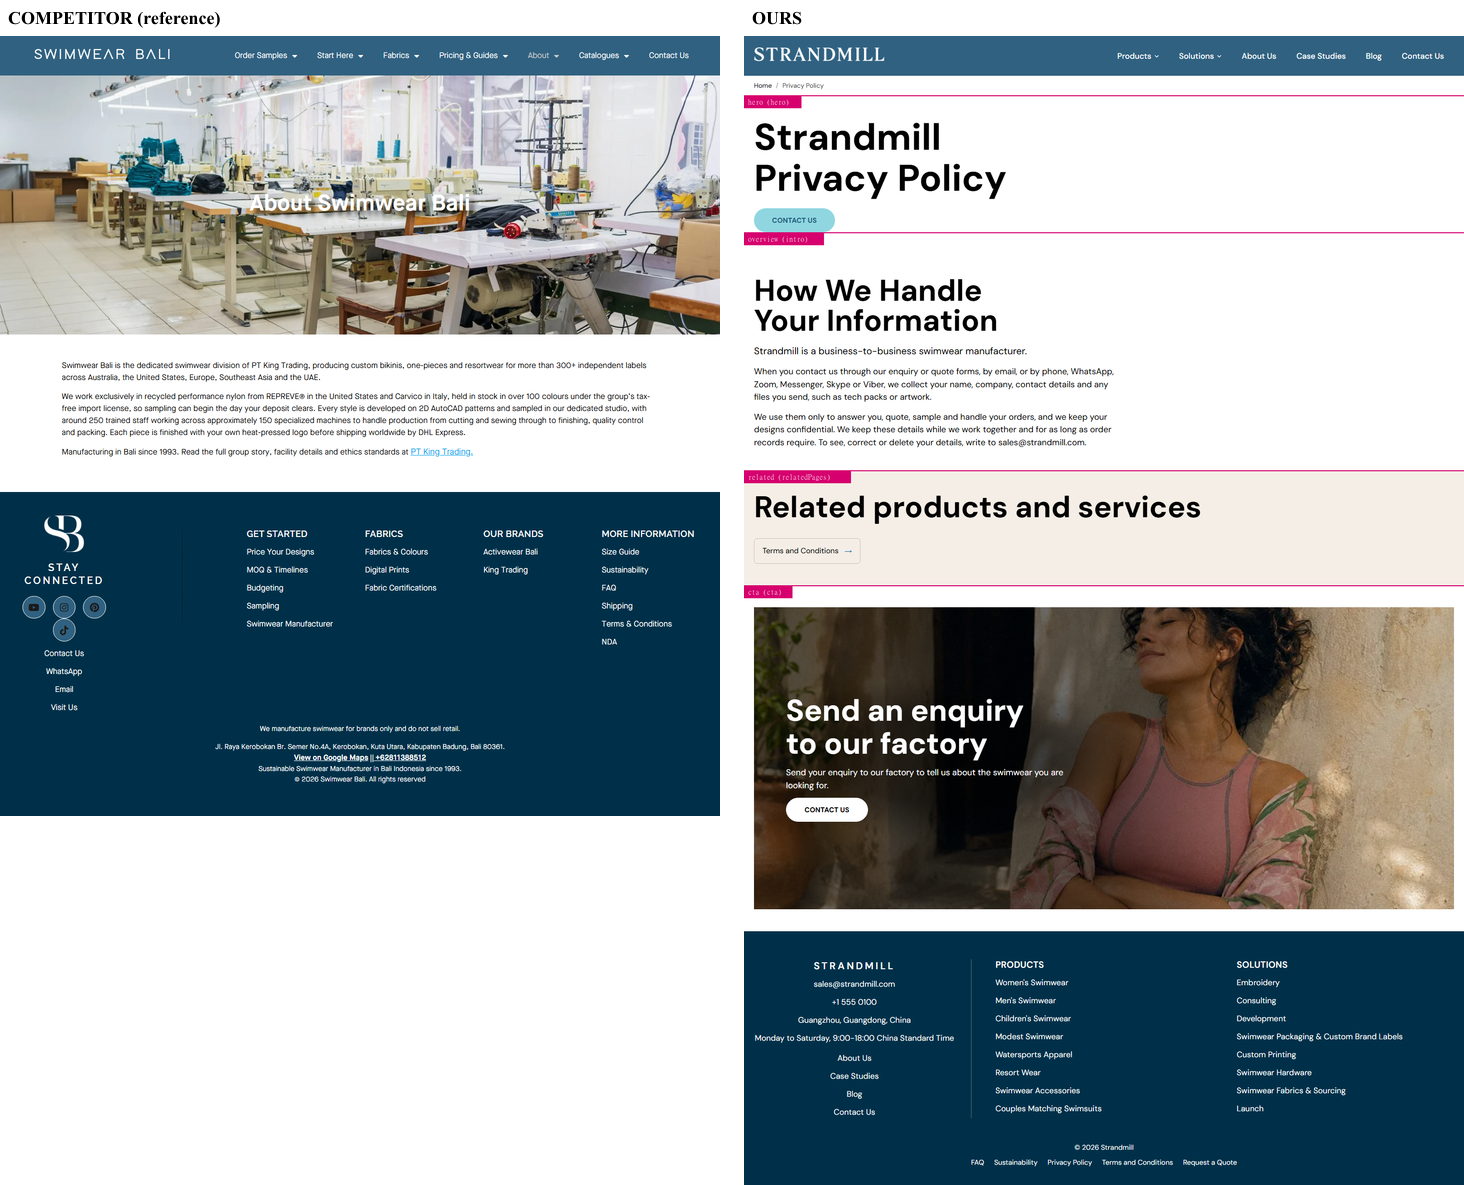 COMPETITOR (reference)
SWIMWEAR BALI
Order Samples
Start Here
Fabrics
Pricing & Guides
About
Catalogues
Contact Us
About Swimwear Bali
Swimwear Bali is the dedicated swimwear division of PT King Trading, producing custom bikinis, one-pieces and resortwear for more than 300+ independent labels
across Australia, the United States, Europe, Southeast Asia and the UAE.
We work exclusively in recycled performance nylon from REPREVE® in the United States and Carvico in Italy, held in stock in over 100 colours under the group's tax-
free import license, so sampling can begin the day your deposit clears. Every style is developed on 2D AutoCAD patterns and sampled in our dedicated studio, with
around 250 trained staff working across approximately 150 specialized machines to handle production from cutting and sewing through to finishing, quality control
and packing. Each piece is finished with your own heat-pressed logo before shipping worldwide by DHL Express.
Manufacturing in Bali since 1993. Read the full group story, facility details and ethics standards at PT King Trading.
SB
STAY
CONNECTED
Contact Us
WhatsApp
Email
Visit Us
GET STARTED
Price Your Designs
MOQ & Timelines
Budgeting
Sampling
Swimwear Manufacturer
FABRICS
Fabrics & Colours
Digital Prints
Fabric Certifications
OUR BRANDS
Activewear Bali
King Trading
MORE INFORMATION
Size Guide
Sustainability
FAQ
Shipping
Terms & Conditions
NDA
We manufacture swimwear for brands only and do not sell retail.
Jl. Raya Kerobokan Br. Semer No.4A, Kerobokan, Kuta Utara, Kabupaten Badung, Bali 80361.
View on Google Maps || +62811388512
Sustainable Swimwear Manufacturer in Bali Indonesia since 1993.
© 2026 Swimwear Bali. All rights reserved
OURS
STRANDMILL
Products
Solutions
About Us
Case Studies
Blog
Contact Us
Home / Privacy Policy
hero (hero)
Strandmill
Privacy Policy
CONTACT US
overview (intro)
How We Handle
Your Information
Strandmill is a business-to-business swimwear manufacturer.
When you contact us through our enquiry or quote forms, by email, or by phone, WhatsApp,
Zoom, Messenger, Skype or Viber, we collect your name, company, contact details and any
files you send, such as tech packs or artwork.
We use them only to answer you, quote, sample and handle your orders, and we keep your
designs confidential. We keep these details while we work together and for as long as order
records require. To see, correct or delete your details, write to sales@strandmill.com.
related (relatedPages)
Related products and services
Terms and Conditions →
cta (cta)
Send an enquiry
to our factory
Send your enquiry to our factory to tell us about the swimwear you are
looking for.
CONTACT US
STRANDMILL
sales@strandmill.com
+1 555 0100
Guangzhou, Guangdong, China
Monday to Saturday, 9:00-18:00 China Standard Time
About Us
Case Studies
Blog
Contact Us
PRODUCTS
Women's Swimwear
Men's Swimwear
Children's Swimwear
Modest Swimwear
Watersports Apparel
Resort Wear
Swimwear Accessories
Couples Matching Swimsuits
SOLUTIONS
Embroidery
Consulting
Development
Swimwear Packaging & Custom Brand Labels
Custom Printing
Swimwear Hardware
Swimwear Fabrics & Sourcing
Launch
© 2026 Strandmill
FAQ
Sustainability
Privacy Policy
Terms and Conditions
Request a Quote